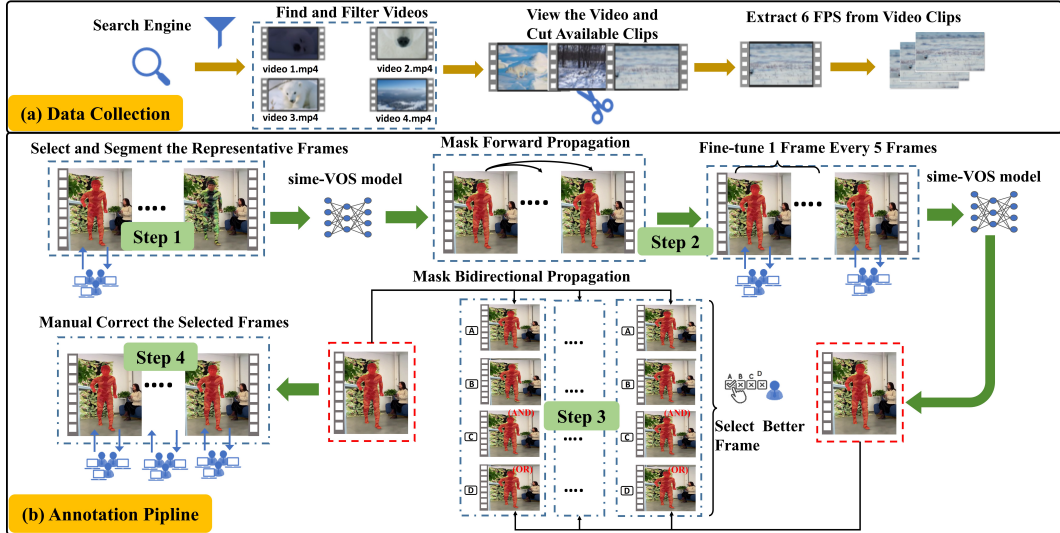 Search Engine
Find and Filter Videos
video 1.mp4
video 2.mp4
video 3.mp4
video 4.mp4
View the Video and
Cut Available Clips
Extract 6 FPS from Video Clips
(a) Data Collection
Select and Segment the Representative Frames
Step 1
sime-VOS model
Mask Forward Propagation
Step 2
Fine-tune 1 Frame Every 5 Frames
sime-VOS model
Mask Bidirectional Propagation
A
A
B
B
(AND)
(AND)
C
C
Step 3
(OR)
(OR)
D
D
A
B
C
D
Select Better
Frame
Manual Correct the Selected Frames
Step 4
(b) Annotation Pipline